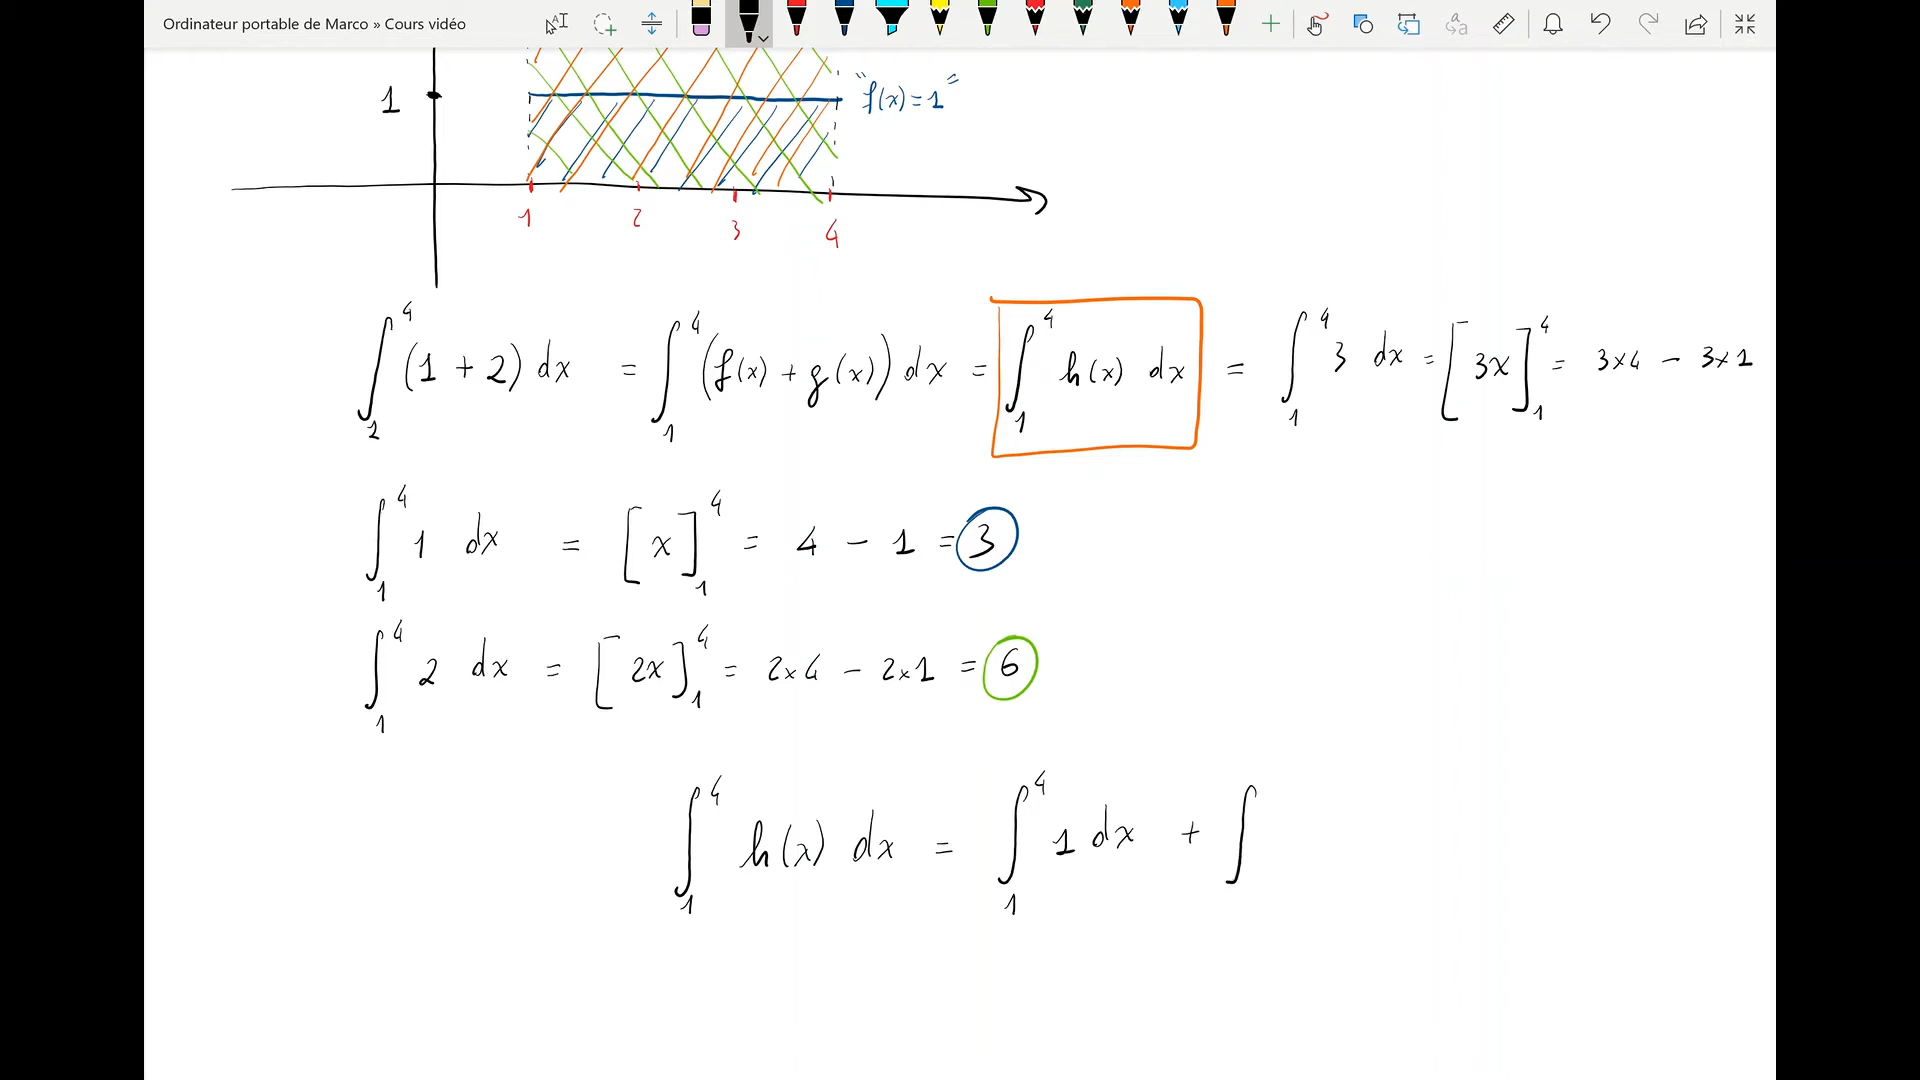 Ordinateur portable de Marco » Cours vidéo
1
"f(x)=1"
1 2 3 4
∫₁⁴ (1 + 2) dx = ∫₁⁴ (f(x) + g(x)) dx = ∫₁⁴ h(x) dx = ∫₁⁴ 3 dx = [3x]₁⁴ = 3×4 − 3×1
∫₁⁴ 1 dx = [x]₁⁴ = 4 − 1 = 3
∫₁⁴ 2 dx = [2x]₁⁴ = 2×4 − 2×1 = 6
∫₁⁴ h(x) dx = ∫₁⁴ 1 dx + ∫